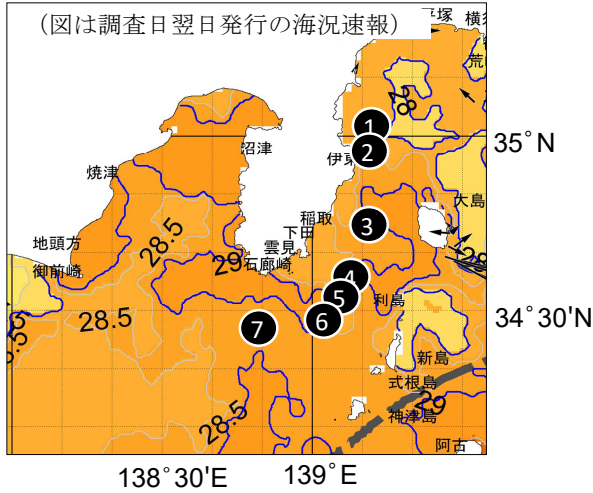 (図は調査日翌日発行の海況速報)
平塚
横須
荒
28
1
2
35°N
沼津
伊東
焼津
大島
稲取
3
下田
地頭方
28.5
雲見
29
石廊崎
御前崎
4
5
利島
28.5
6
34°30'N
7
新島
式根島
28.5
29
神津島
阿古
138°30'E
139°E